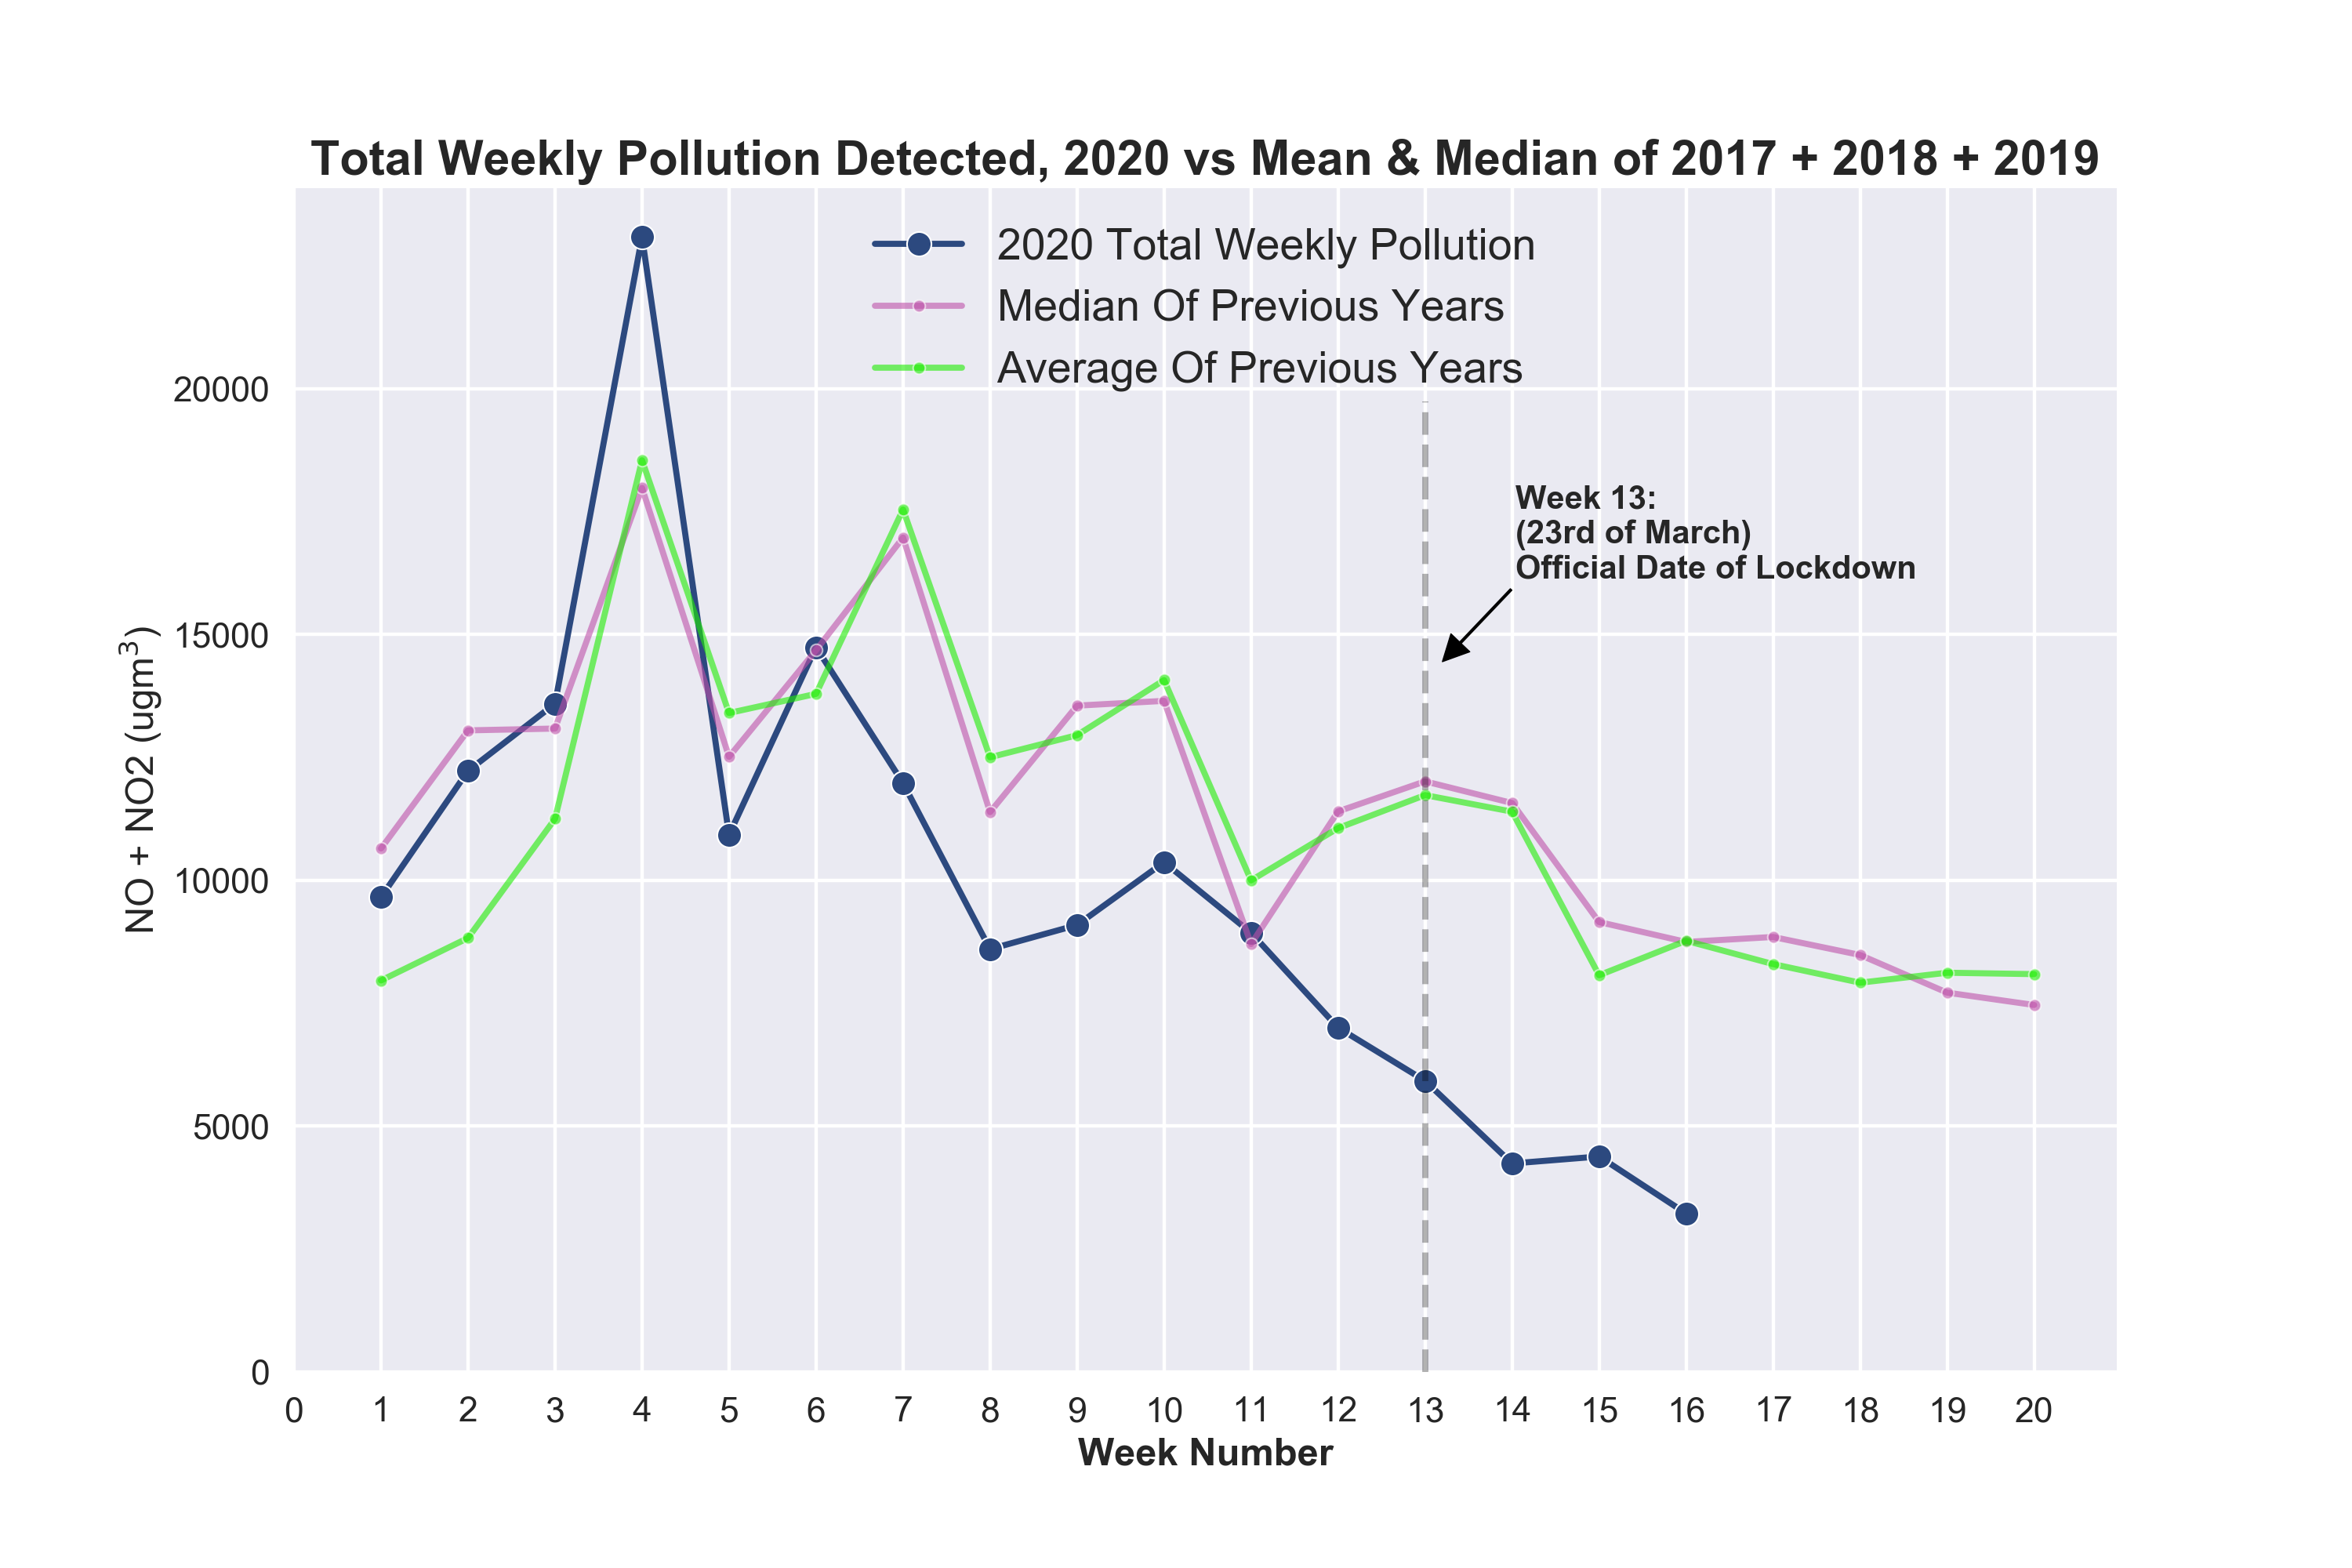 Total Weekly Pollution Detected, 2020 vs Mean & Median of 2017 + 2018 + 2019
2020 Total Weekly Pollution
Median Of Previous Years
Average Of Previous Years
Week 13:
(23rd of March)
Official Date of Lockdown
NO + NO2 (ugm³)
20000
15000
10000
5000
0
0 1 2 3 4 5 6 7 8 9 10 11 12 13 14 15 16 17 18 19 20
Week Number